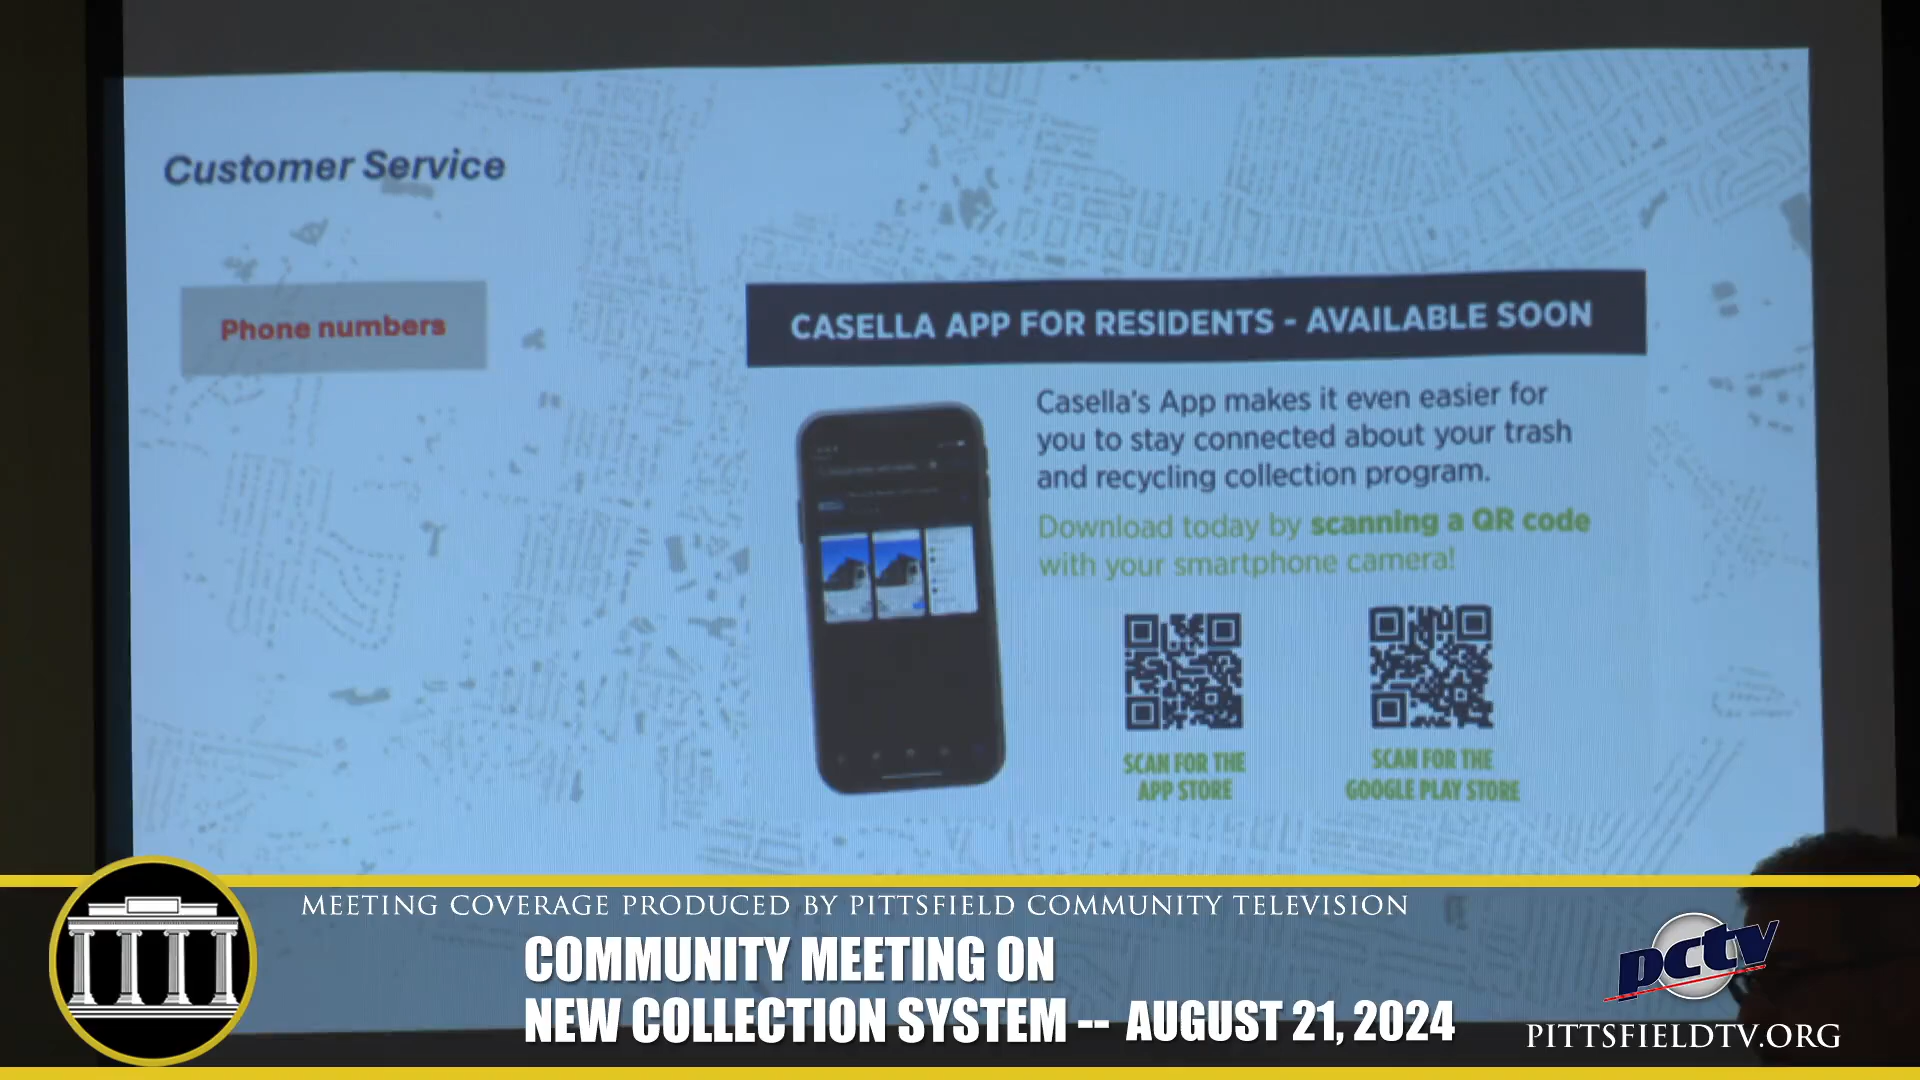 Customer Service
Phone numbers
CASELLA APP FOR RESIDENTS - AVAILABLE SOON
Casella's App makes it even easier for
you to stay connected about your trash
and recycling collection program.
Download today by scanning a QR code
with your smartphone camera!
SCAN FOR THE
APP STORE
SCAN FOR THE
GOOGLE PLAY STORE
MEETING COVERAGE PRODUCED BY PITTSFIELD COMMUNITY TELEVISION
COMMUNITY MEETING ON
NEW COLLECTION SYSTEM -- AUGUST 21, 2024
pctv
PITTSFIELDTV.ORG